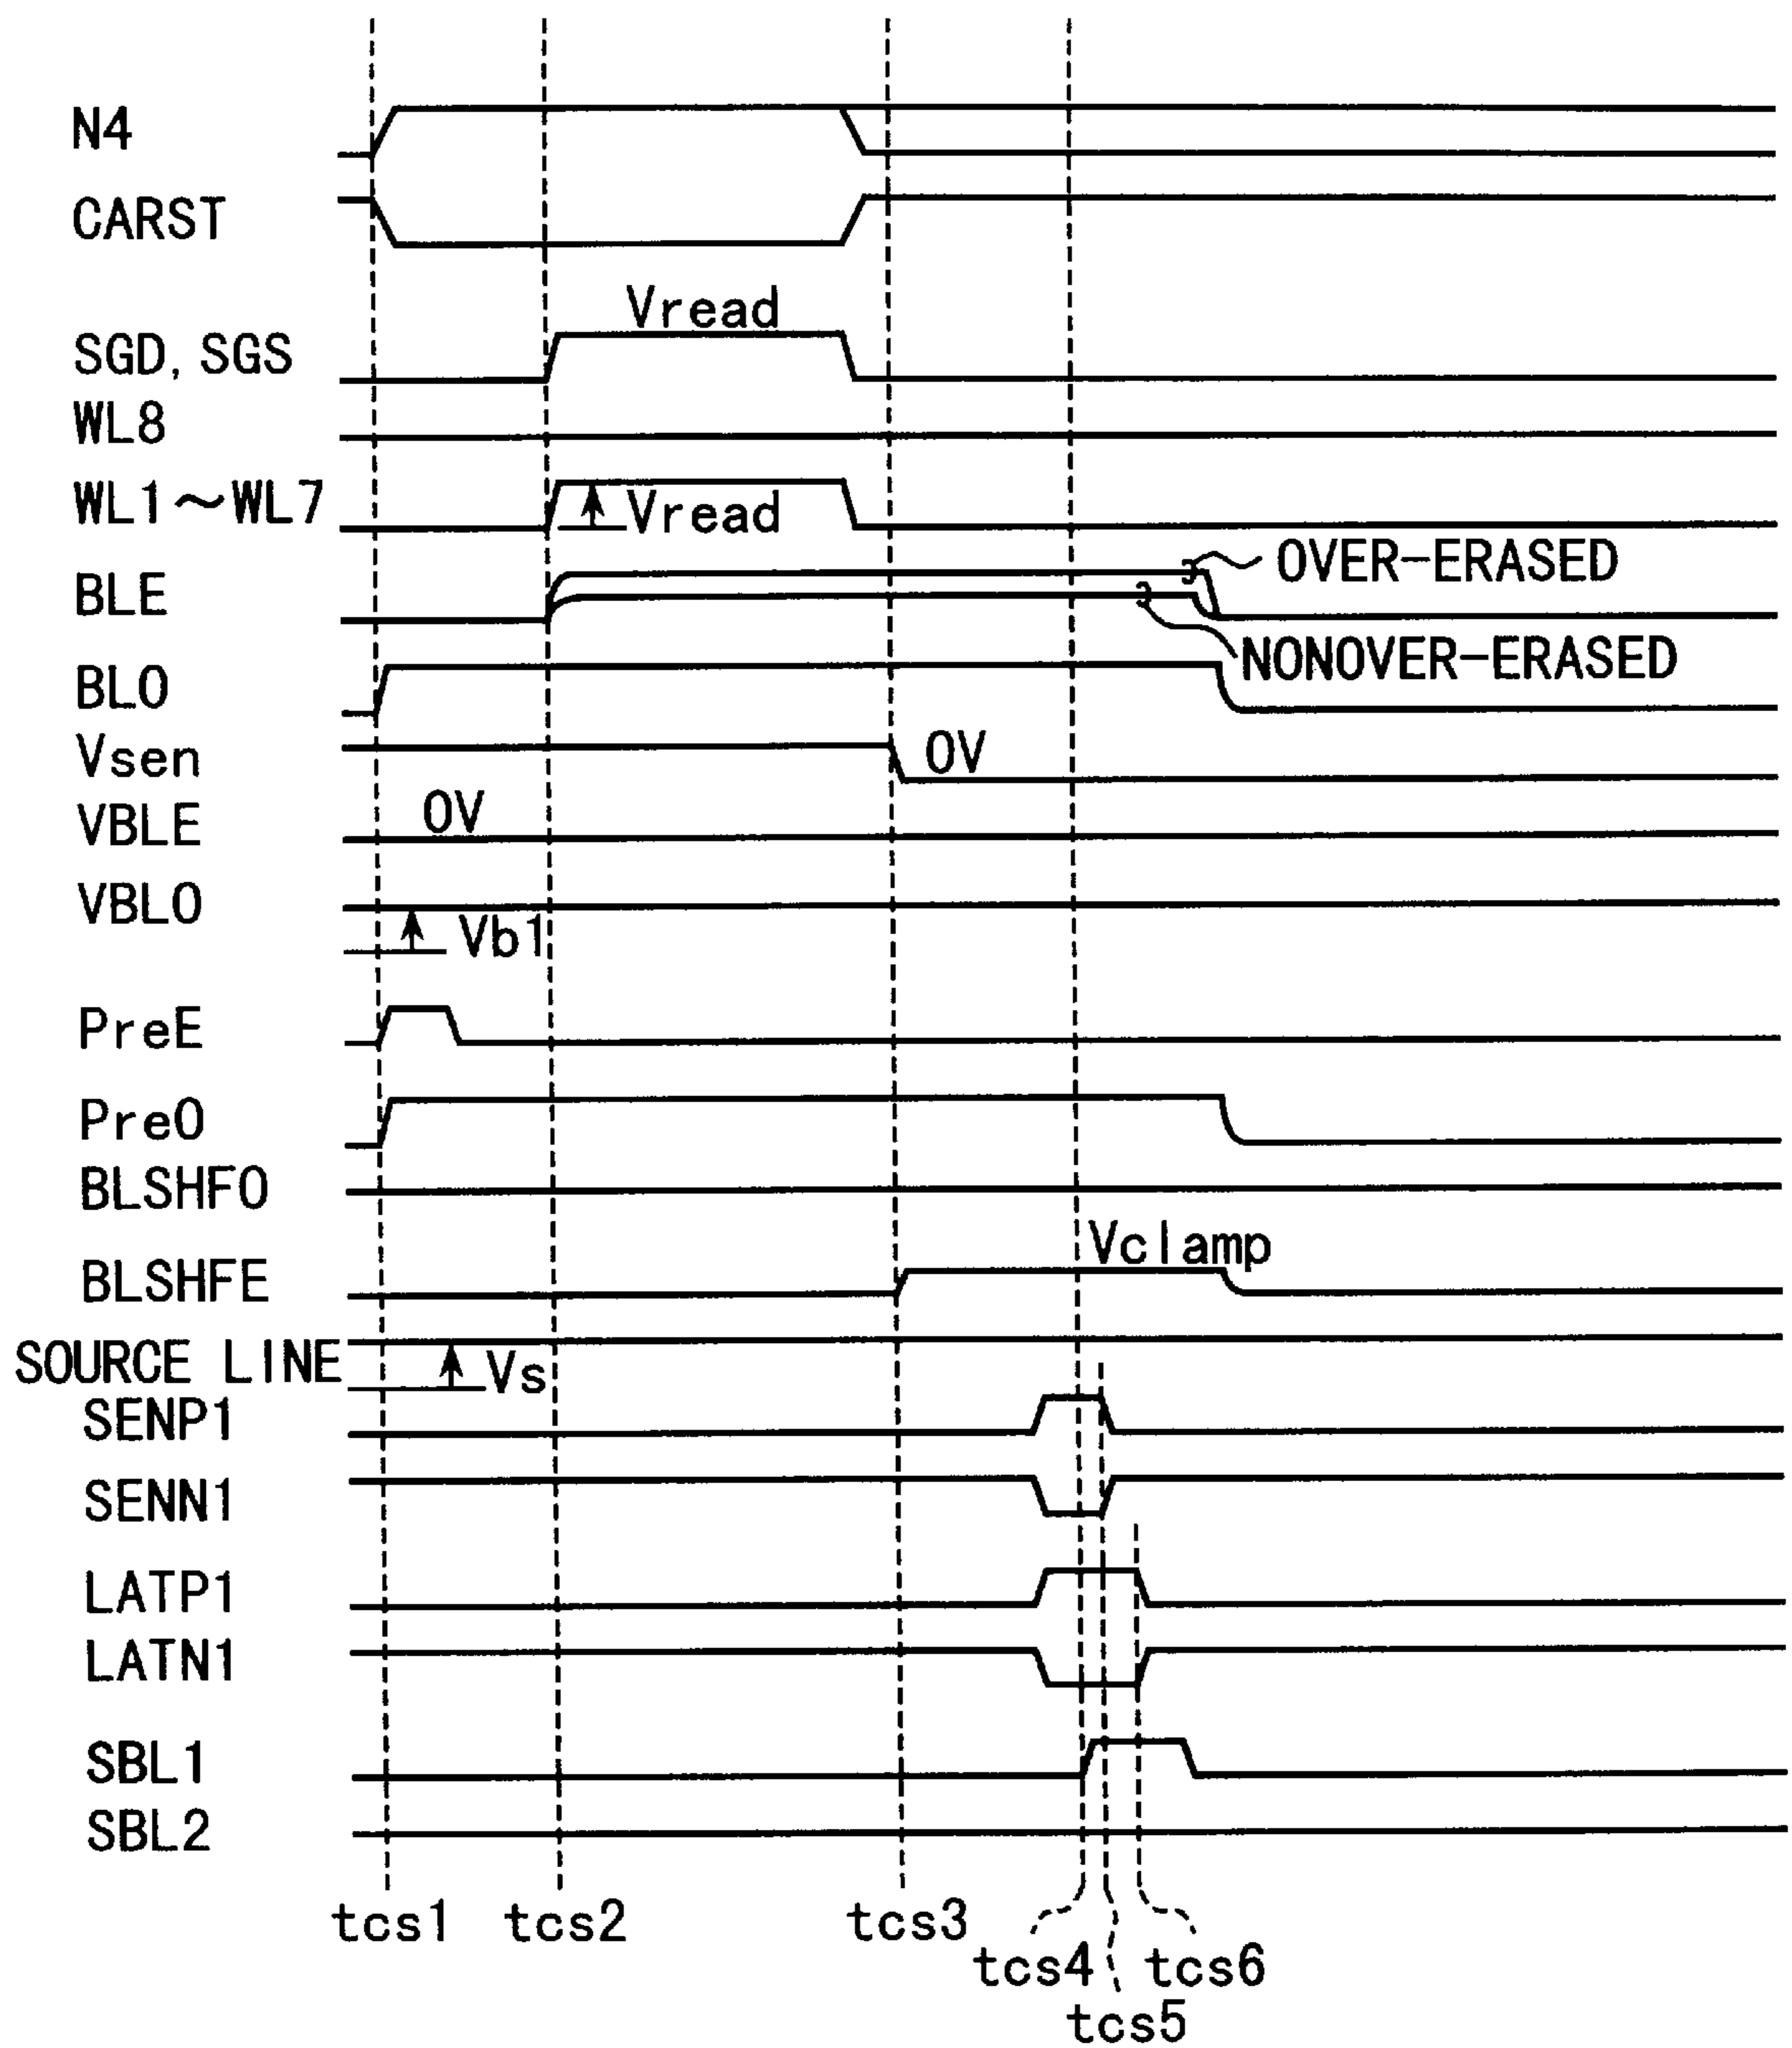 N4
CARST
Vread
SGD, SGS
WL8
WL1～WL7
Vread
OVER-ERASED
BLE
NONOVER-ERASED
BLO
Vsen
0V
VBLE
0V
VBLO
Vb1
PreE
PreO
BLSHFO
Vclamp
BLSHFE
SOURCE LINE
Vs
SENP1
SENN1
LATP1
LATN1
SBL1
SBL2
tcs1 tcs2 tcs3
tcs4 tcs6
tcs5